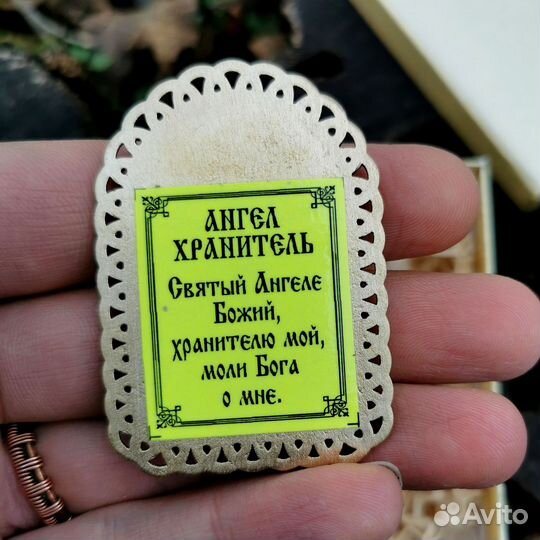 АНГЕЛ
ХРАНИТЕЛЬ
Святый Ангеле
Божий,
хранителю мой,
моли Бога
о мне.
Avito